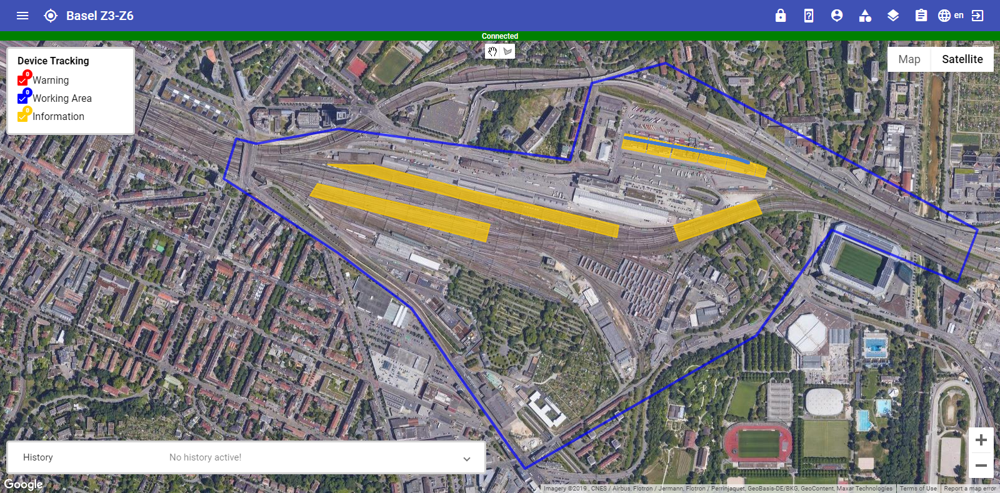 Basel Z3-Z6
en
Connected
Device Tracking
0
Warning
0
Working Area
0
Information
Map
Satellite
History
No history active!
Google
Imagery ©2019 , CNES / Airbus, Flotron / Jermann, Flotron / Perrinjaquet, GeoBasis-DE/BKG, GeoContent, Maxar Technologies
Terms of Use
Report a map error